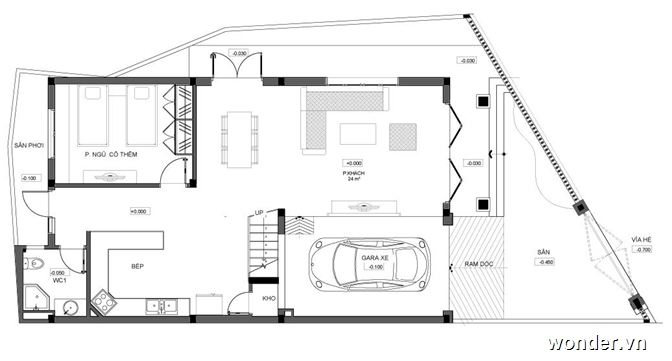 -0.030
-0.030
SÂN PHƠI
P. NGỦ CÔ THÊM
-0.100
+0.000
P.KHÁCH
24 m²
-0.030
+0.000
UP
VỈA HÈ
-0.700
SÂN
-0.450
GARA XE
-0.100
RAM DỐC
BẾP
-0.050
WC1
KHO
wonder.vn